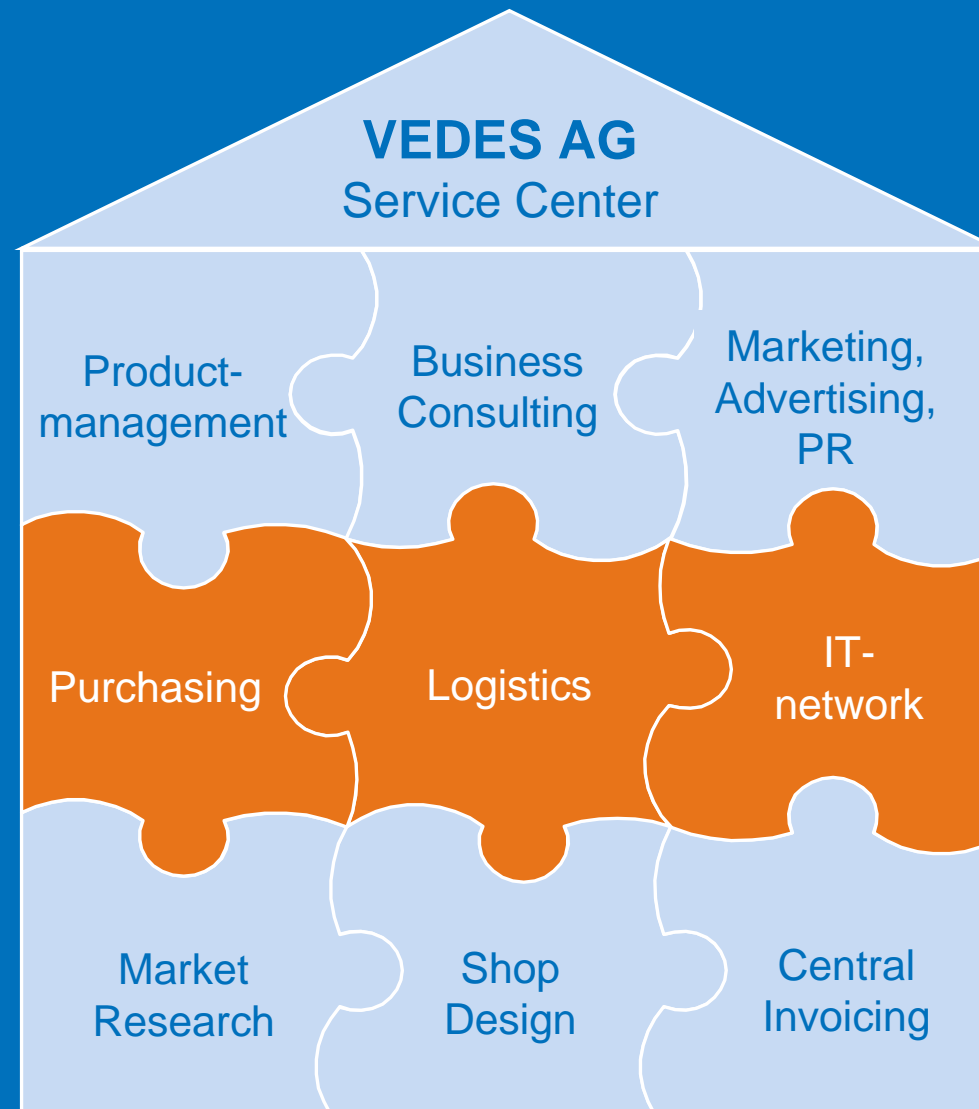 VEDES AG
Service Center
Product-
management
Business
Consulting
Marketing,
Advertising,
PR
Purchasing
Logistics
IT-
network
Market
Research
Shop
Design
Central
Invoicing